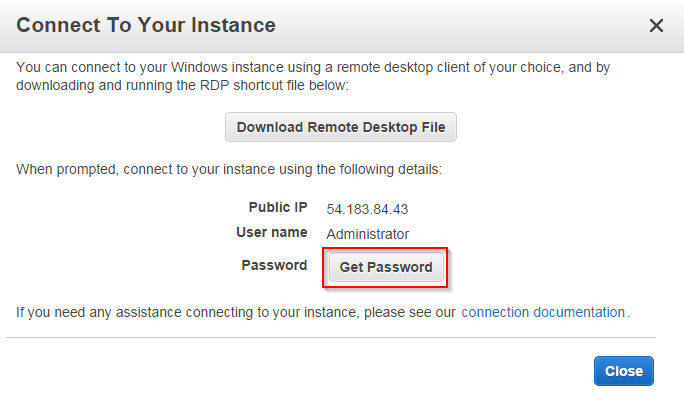 Connect To Your Instance
You can connect to your Windows instance using a remote desktop client of your choice, and by
downloading and running the RDP shortcut file below:
Download Remote Desktop File
When prompted, connect to your instance using the following details:
Public IP 54.183.84.43
User name Administrator
Password Get Password
If you need any assistance connecting to your instance, please see our connection documentation.
Close